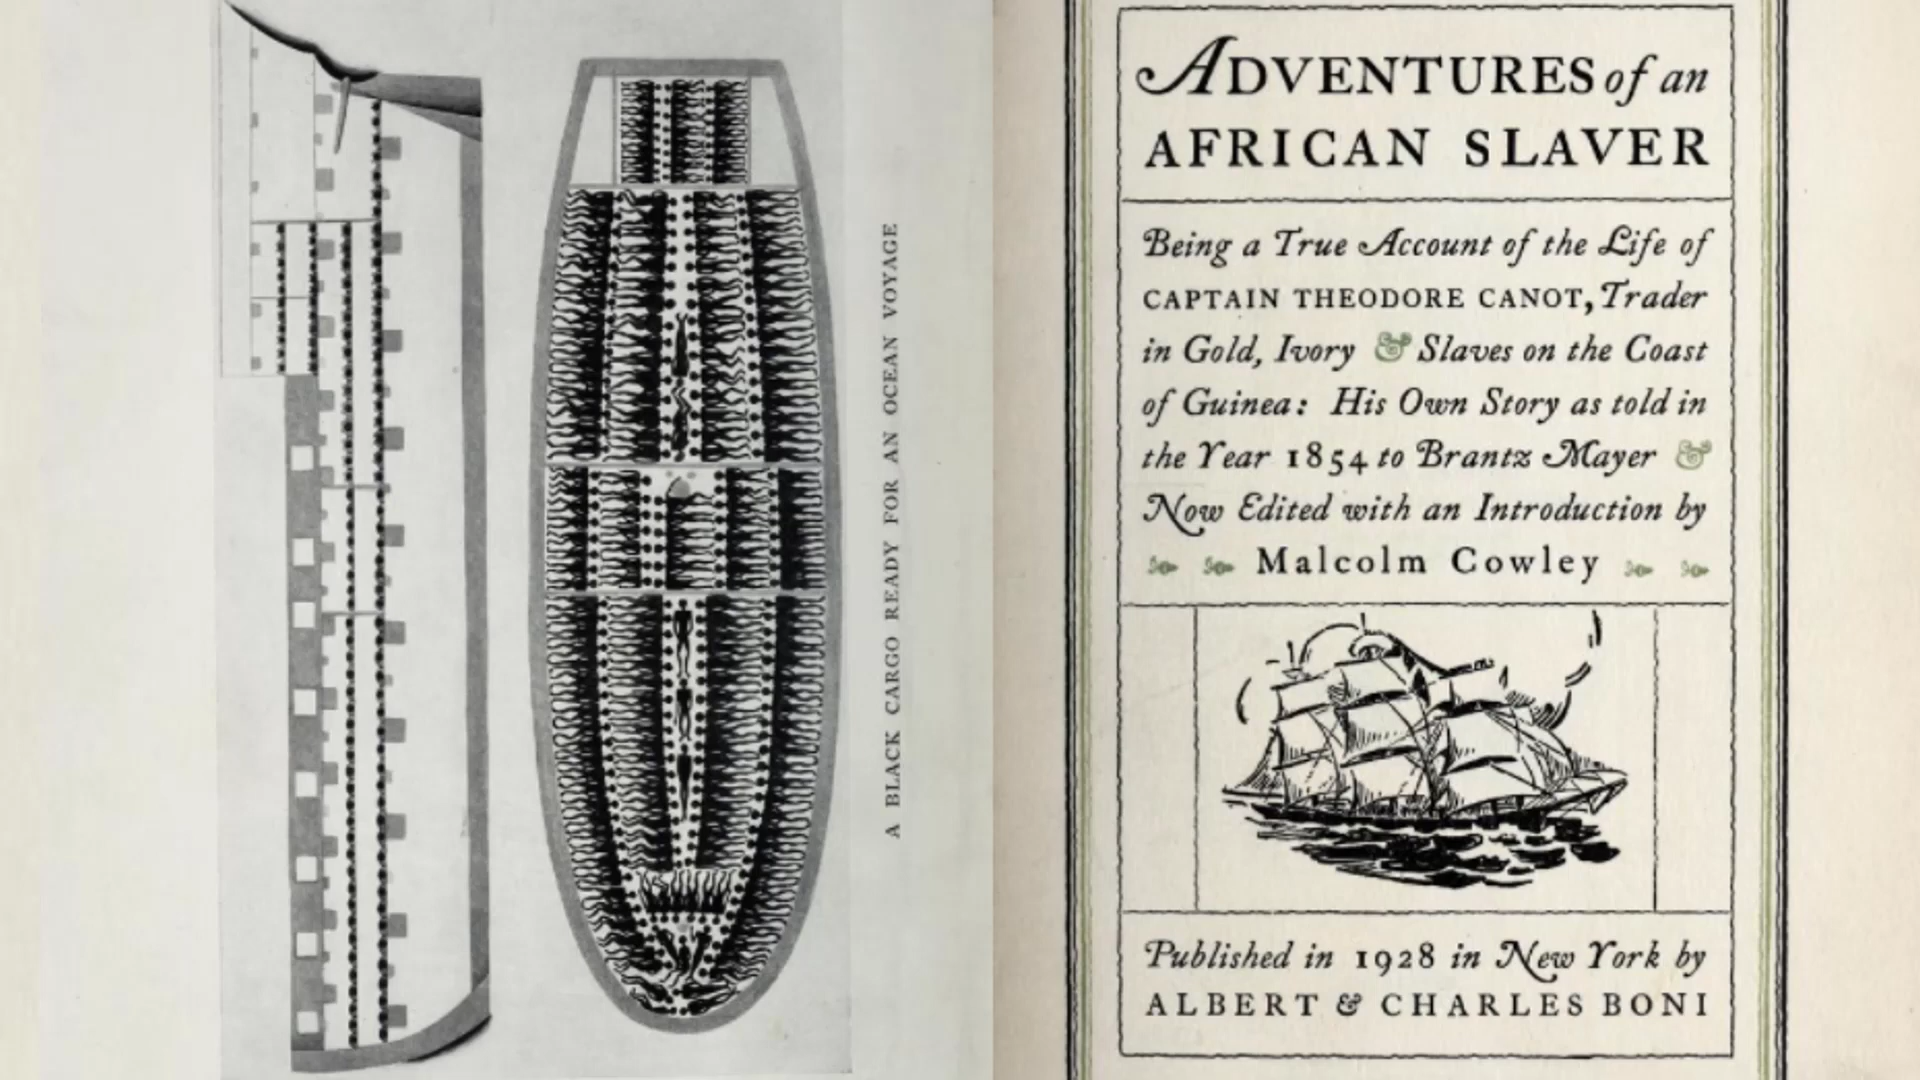 A BLACK CARGO READY FOR AN OCEAN VOYAGE
ADVENTURES of an
AFRICAN SLAVER
Being a True Account of the Life of
CAPTAIN THEODORE CANOT, Trader
in Gold, Ivory & Slaves on the Coast
of Guinea: His Own Story as told in
the Year 1854 to Brantz Mayer &
Now Edited with an Introduction by
Malcolm Cowley
Published in 1928 in New York by
ALBERT & CHARLES BONI